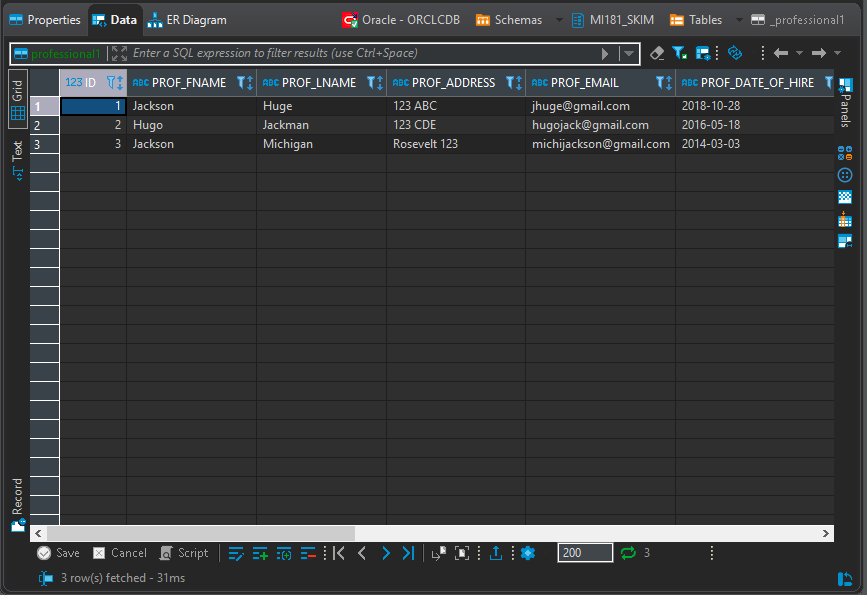 Properties Data ER Diagram Oracle - ORCLCDB Schemas MI181_SKIM Tables _professional1
professional1 Enter a SQL expression to filter results (use Ctrl+Space)
Grid
Text
Record
Panels
123 ID ABC PROF_FNAME ABC PROF_LNAME ABC PROF_ADDRESS ABC PROF_EMAIL ABC PROF_DATE_OF_HIRE
1 1 Jackson Huge 123 ABC jhuge@gmail.com 2018-10-28
2 2 Hugo Jackman 123 CDE hugojack@gmail.com 2016-05-18
3 3 Jackson Michigan Rosevelt 123 michijackson@gmail.com 2014-03-03
Save Cancel Script 200 3
3 row(s) fetched - 31ms